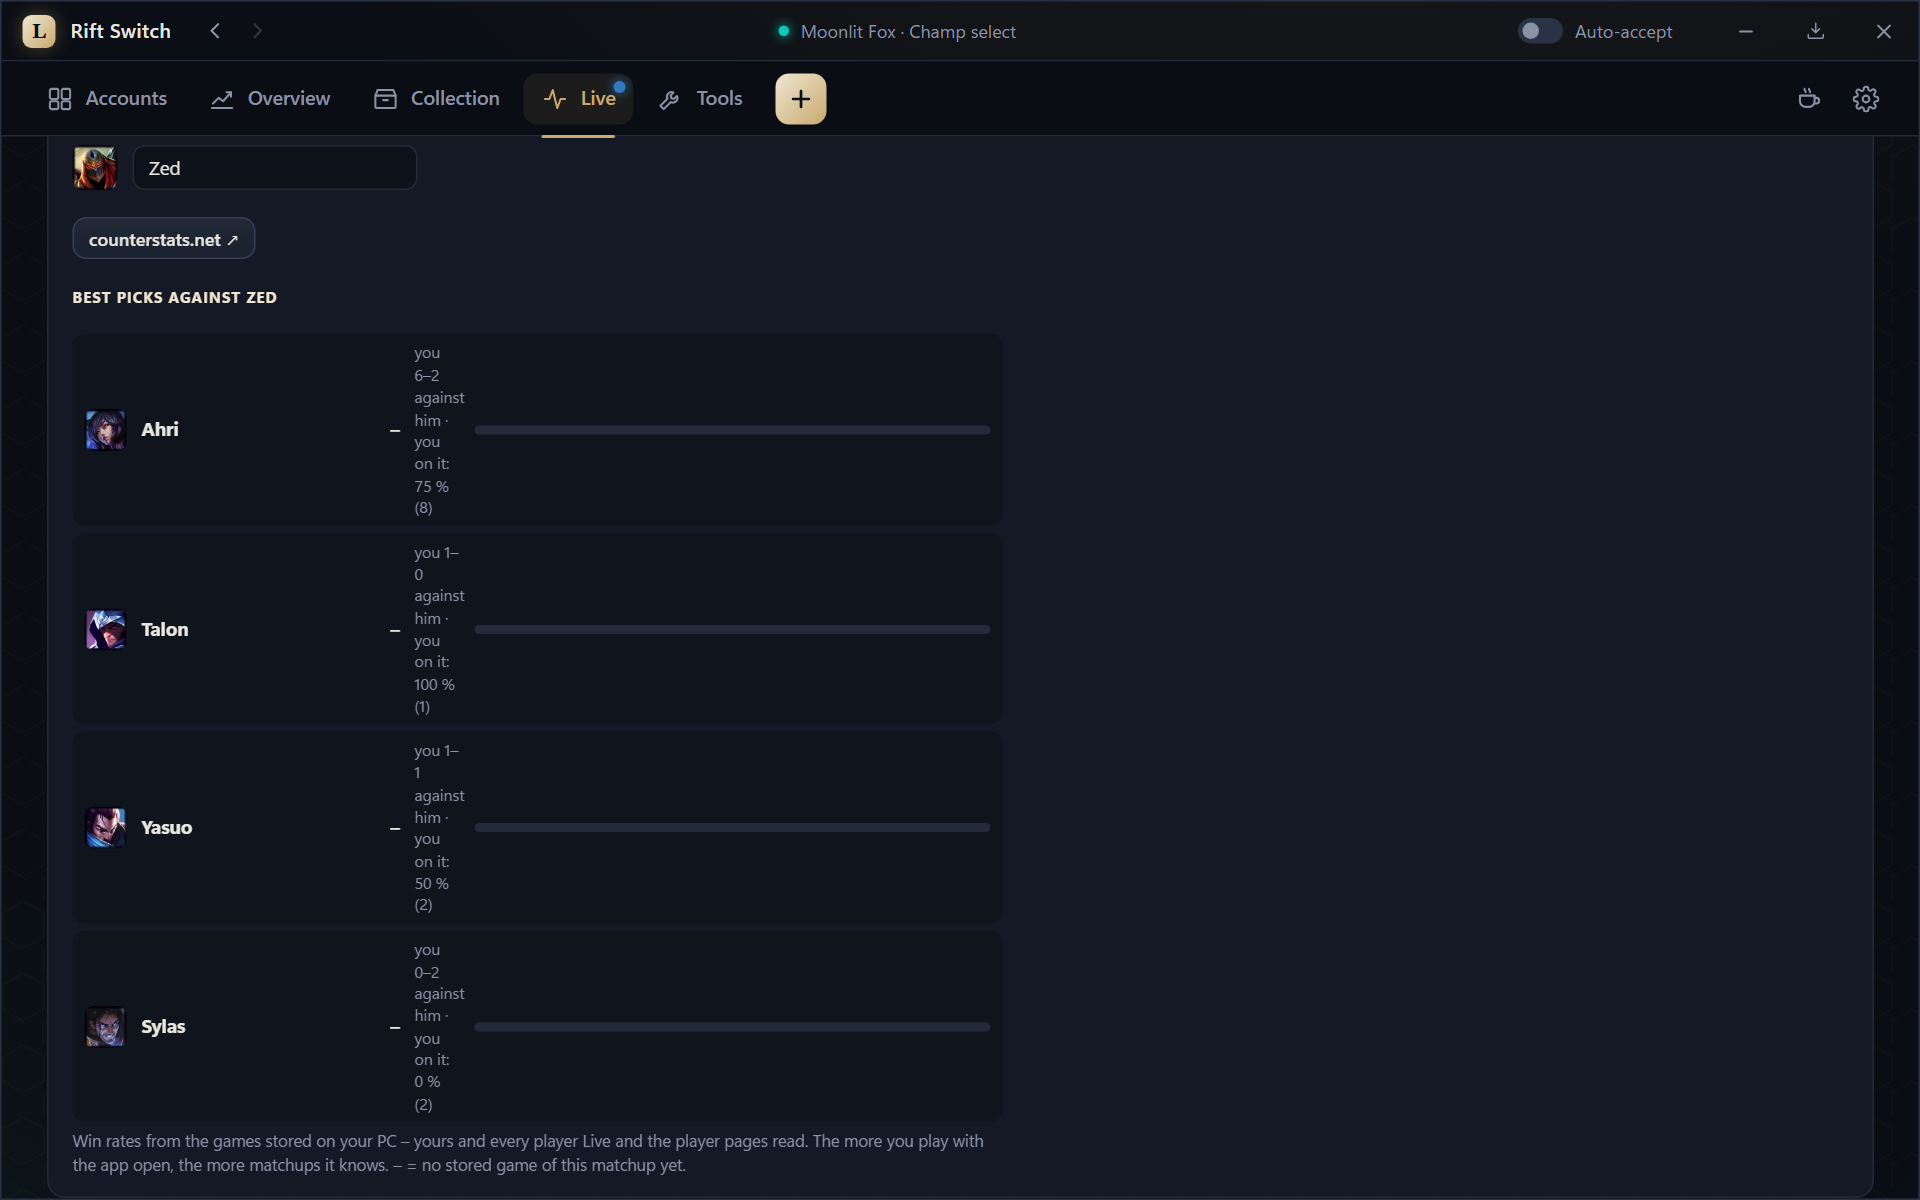 L Rift Switch
Moonlit Fox · Champ select
Auto-accept
Accounts
Overview
Collection
Live
Tools
+
Zed
counterstats.net ↗
BEST PICKS AGAINST ZED
Ahri
–
you
6–2
against
him ·
you
on it:
75 %
(8)
Talon
–
you 1–
0
against
him ·
you
on it:
100 %
(1)
Yasuo
–
you 1–
1
against
him ·
you
on it:
50 %
(2)
Sylas
–
you
0–2
against
him ·
you
on it:
0 %
(2)
Win rates from the games stored on your PC – yours and every player Live and the player pages read. The more you play with
the app open, the more matchups it knows. – = no stored game of this matchup yet.